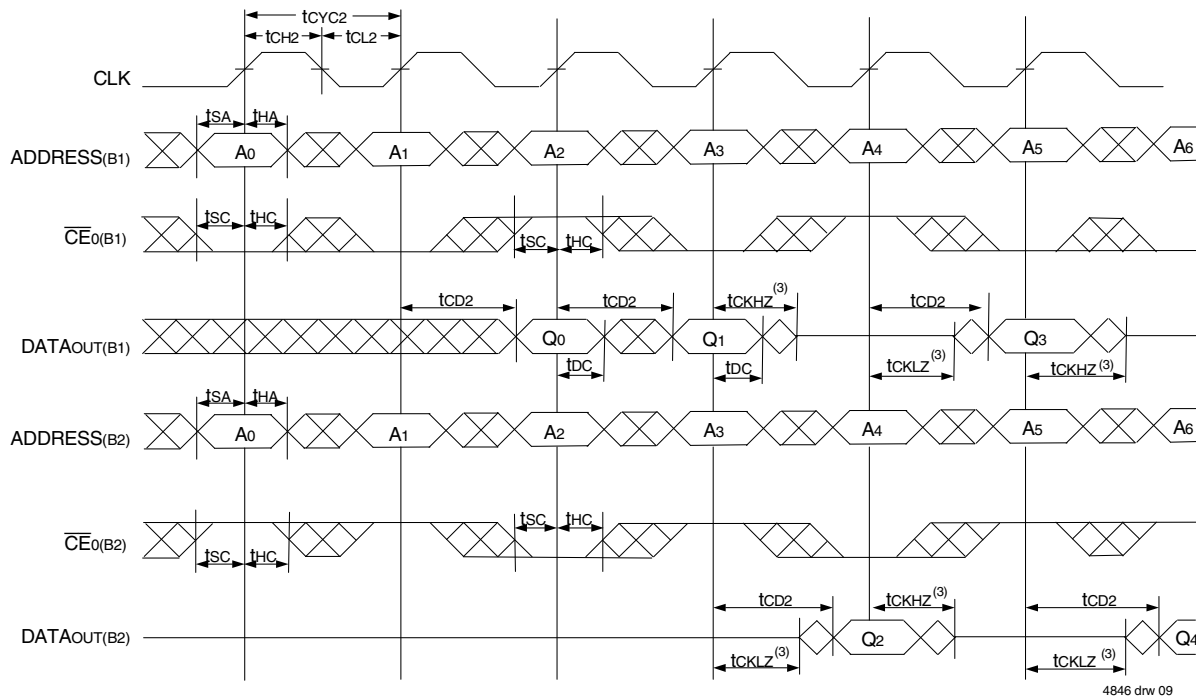 tCYC2
tCH2 tCL2
CLK
tSA tHA
ADDRESS(B1) A0 A1 A2 A3 A4 A5 A6
tSC tHC
CE0(B1)
tSC tHC
tCD2 tCD2 tCKHZ(3) tCD2
DATAOUT(B1) Q0 Q1 Q3
tDC tDC tCKLZ(3) tCKHZ(3)
tSA tHA
ADDRESS(B2) A0 A1 A2 A3 A4 A5 A6
tSC tHC
CE0(B2)
tSC tHC
tCD2 tCKHZ(3) tCD2
DATAOUT(B2) Q2 Q4
tCKLZ(3) tCKLZ(3)
4846 drw 09